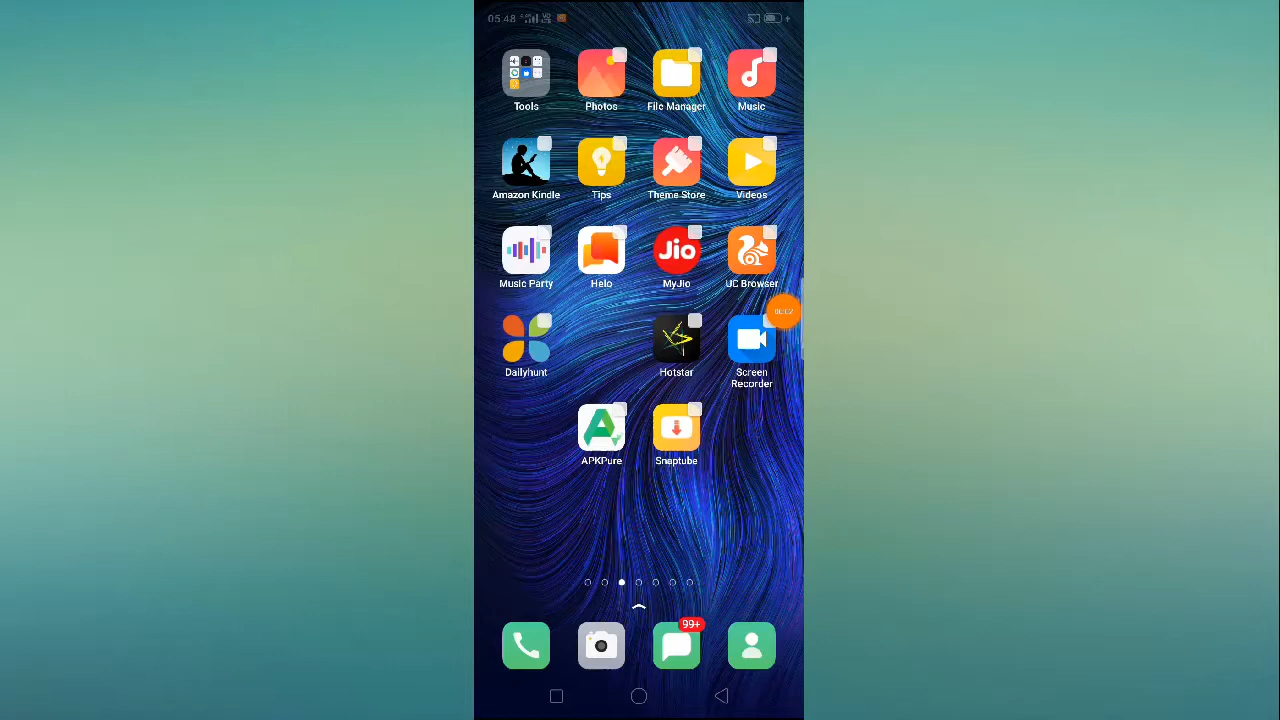 05:48
Tools Photos File Manager Music
Amazon Kindle Tips Theme Store Videos
Jio
Music Party Helo MyJio UC Browser
Dailyhunt Hotstar Screen Recorder
APKPure Snaptube
99+